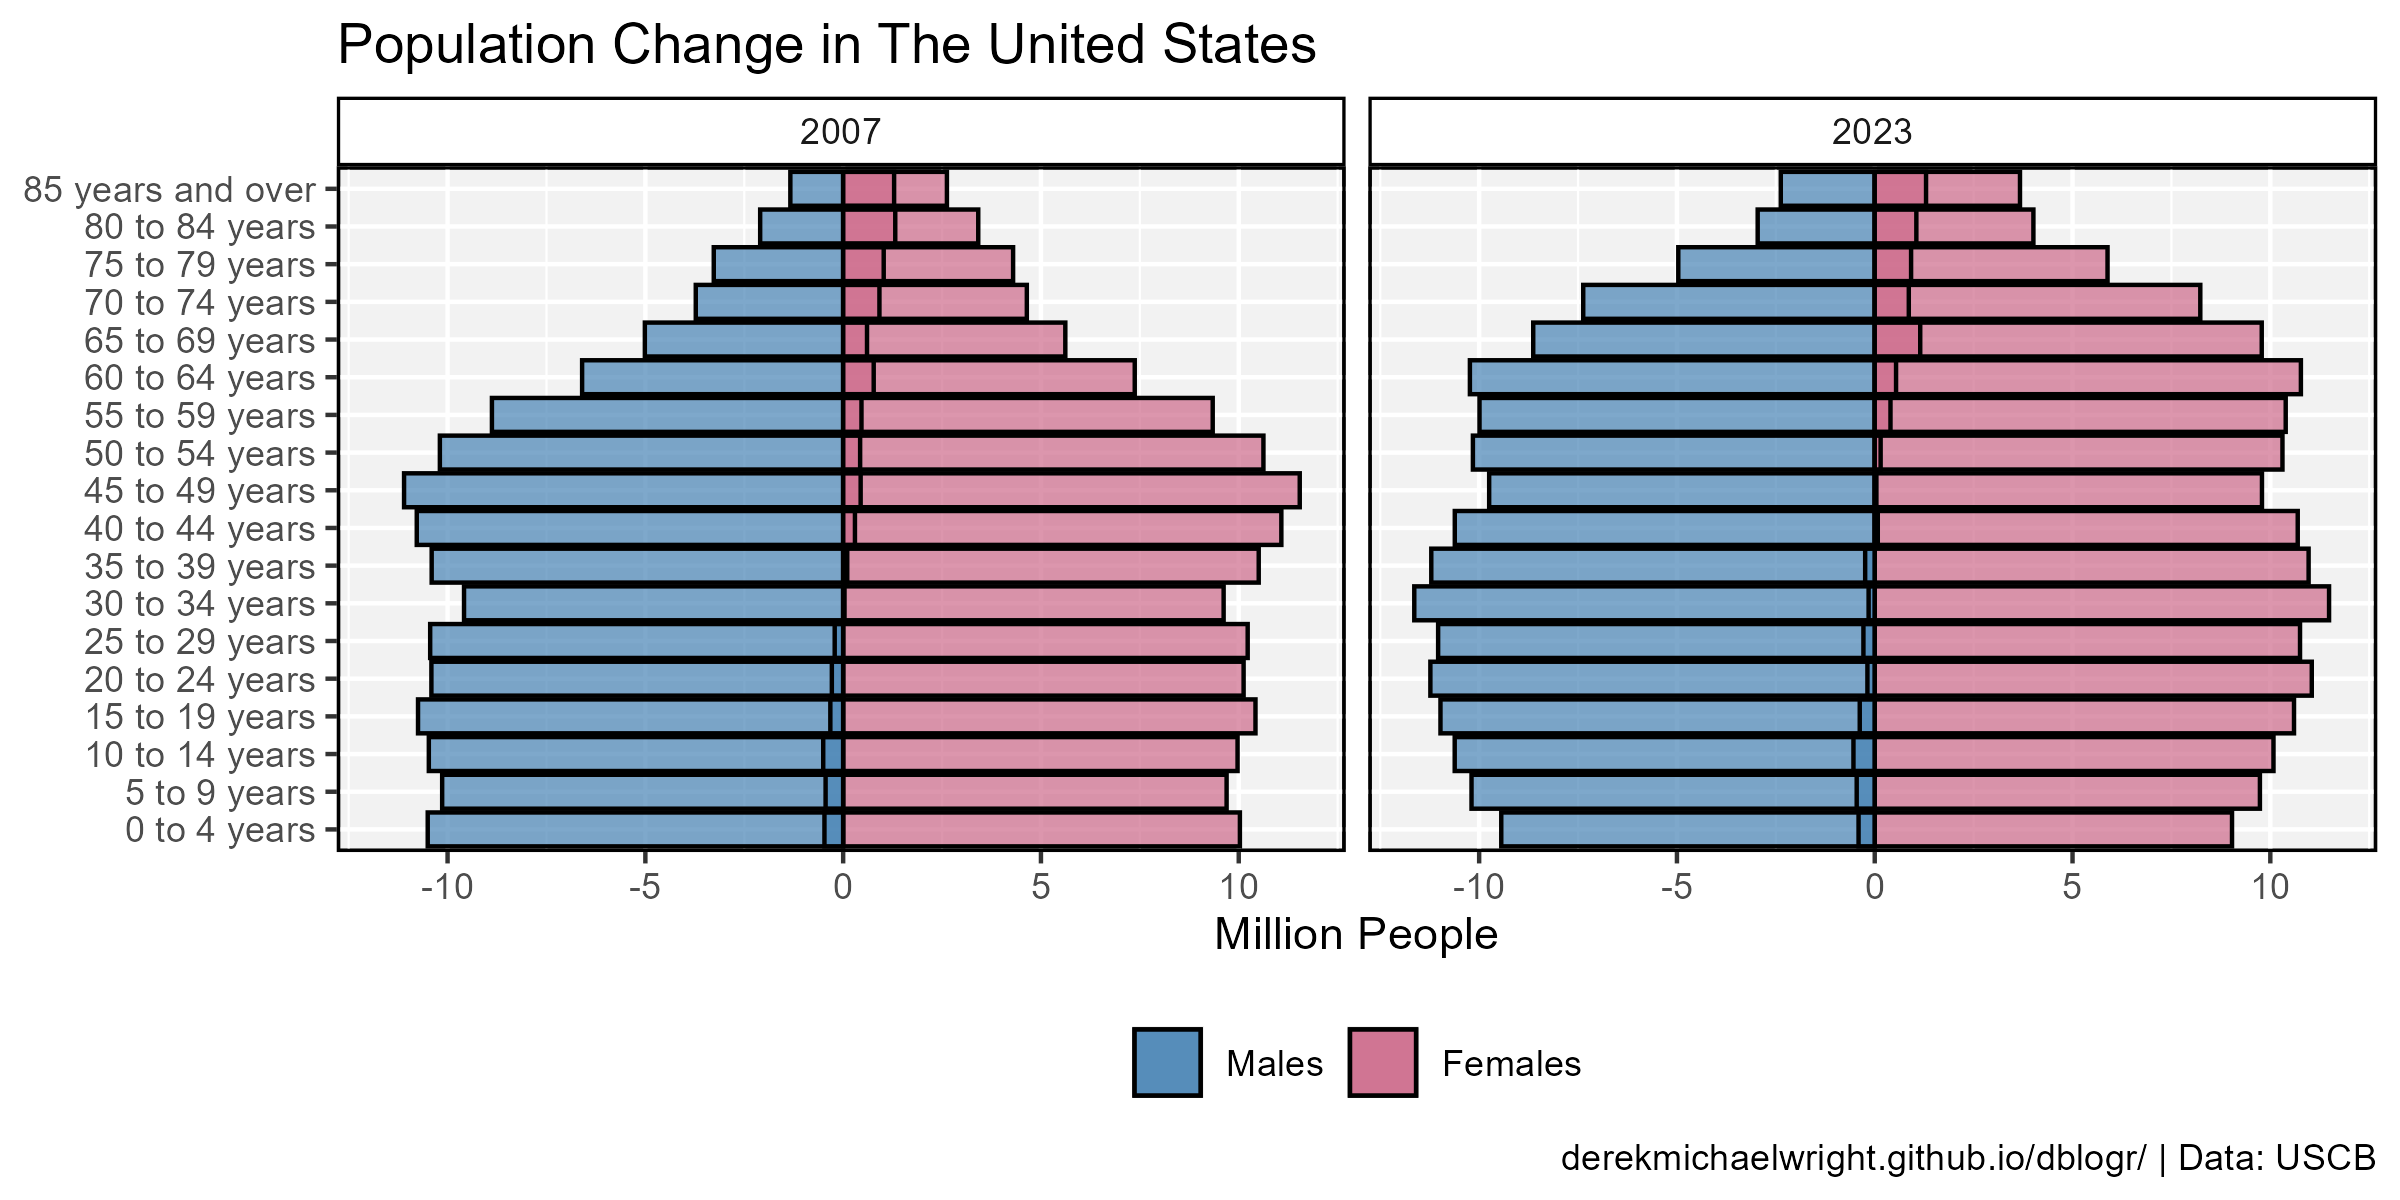 Population Change in The United States
2007
2023
85 years and over
80 to 84 years
75 to 79 years
70 to 74 years
65 to 69 years
60 to 64 years
55 to 59 years
50 to 54 years
45 to 49 years
40 to 44 years
35 to 39 years
30 to 34 years
25 to 29 years
20 to 24 years
15 to 19 years
10 to 14 years
5 to 9 years
0 to 4 years
-10 -5 0 5 10
-10 -5 0 5 10
Million People
Males
Females
derekmichaelwright.github.io/dblogr/ | Data: USCB